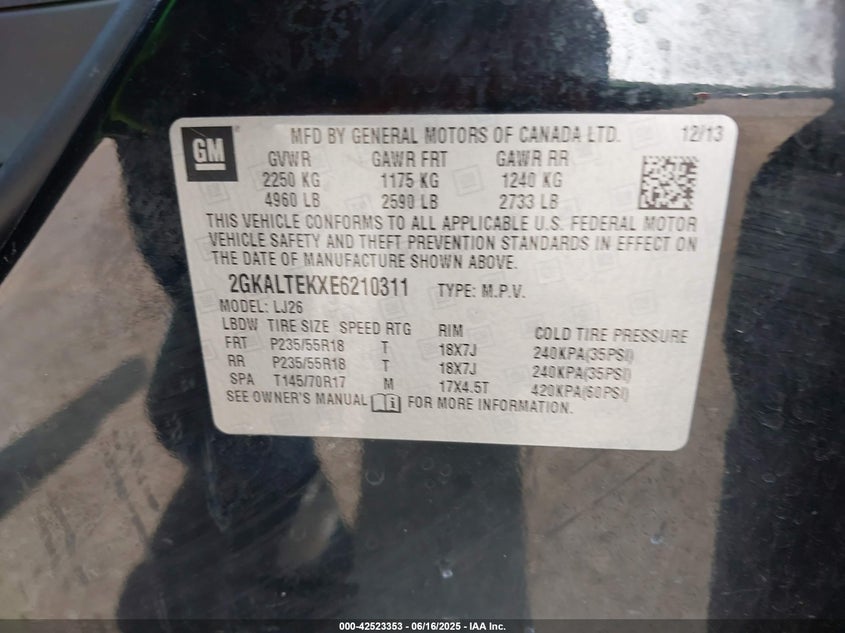 GM
MFD BY GENERAL MOTORS OF CANADA LTD. 12/13
GVWR GAWR FRT GAWR RR
2250 KG 1175 KG 1240 KG
4960 LB 2590 LB 2733 LB
THIS VEHICLE CONFORMS TO ALL APPLICABLE U.S. FEDERAL MOTOR
VEHICLE SAFETY AND THEFT PREVENTION STANDARDS IN EFFECT ON
THE DATE OF MANUFACTURE SHOWN ABOVE.
2GKALTEKXE6210311 TYPE: M.P.V.
MODEL: LJ26
LBDW TIRE SIZE SPEED RTG RIM COLD TIRE PRESSURE
FRT P235/55R18 T 18X7J 240KPA(35PSI)
RR P235/55R18 T 18X7J 240KPA(35PSI)
SPA T145/70R17 M 17X4.5T 420KPA(60PSI)
SEE OWNER'S MANUAL FOR MORE INFORMATION.
000-42523353 - 06/16/2025 - IAA Inc.